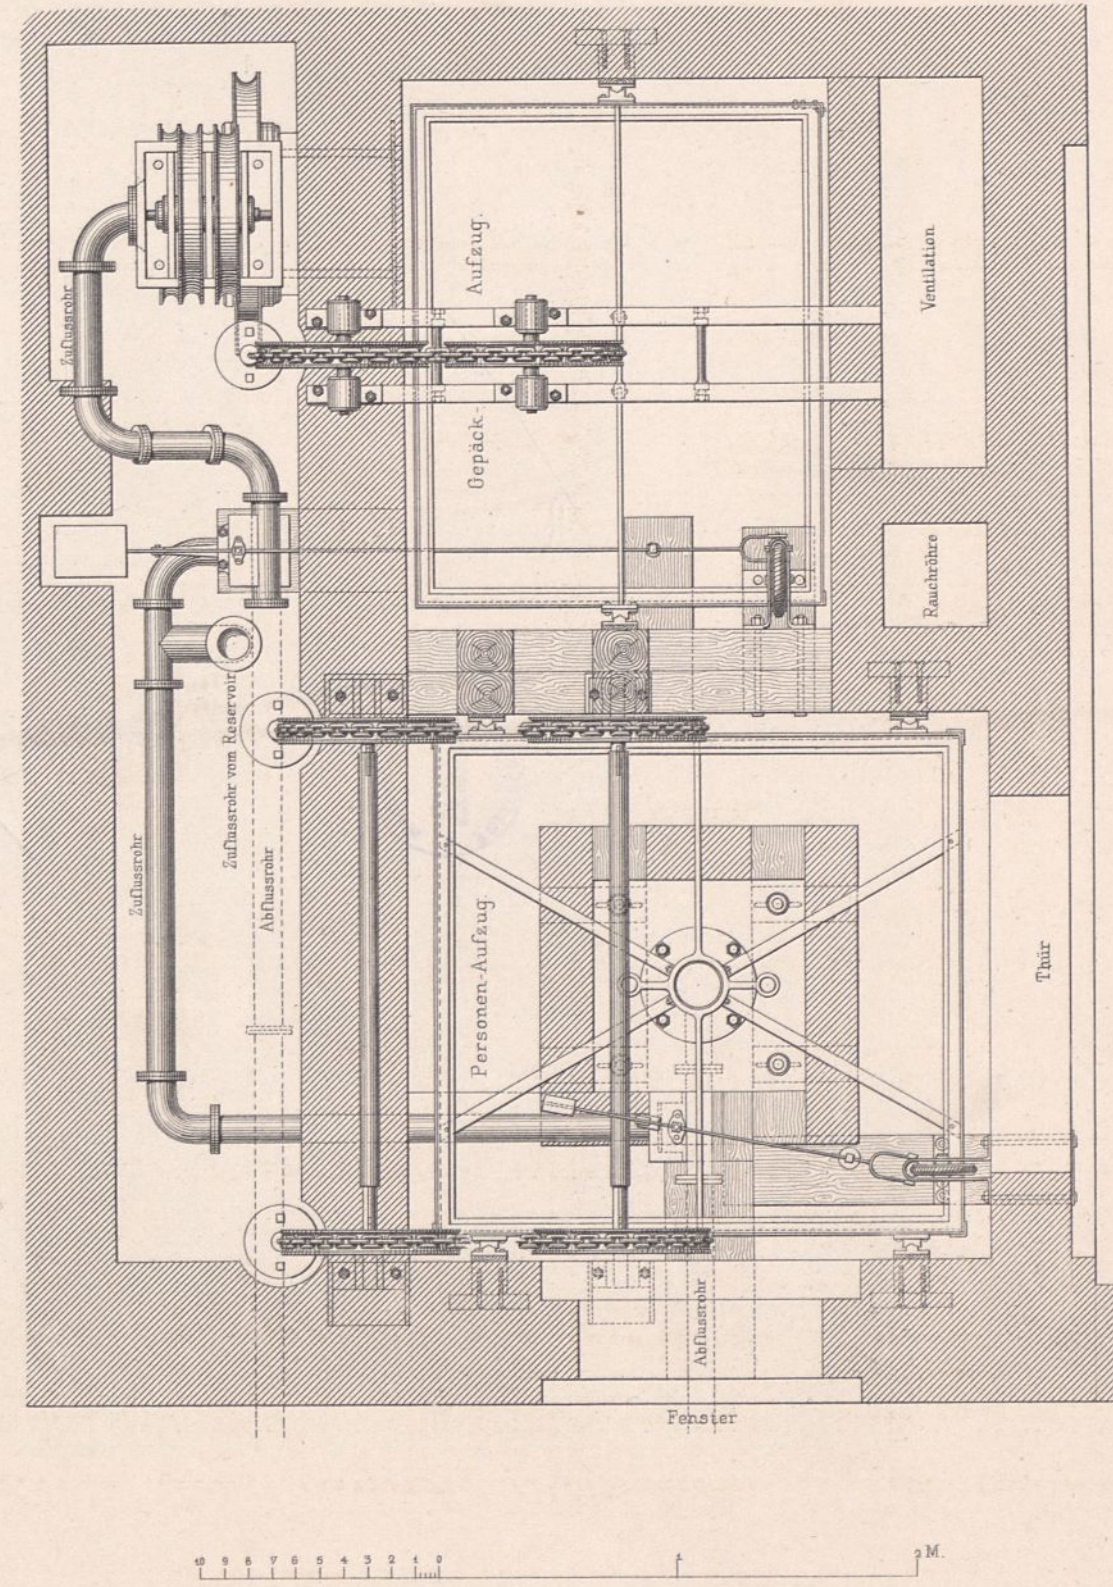 Aufzug.
Gepäck-
Ventilation
Zuflussrohr
Rauchröhre
Zuflussrohr vom Reservoir
Zuflussrohr
Abflussrohr
Personen-Aufzug.
Thür
Abflussrohr
Fenster
10 9 8 7 6 5 4 3 2 1 0 1 2 M.